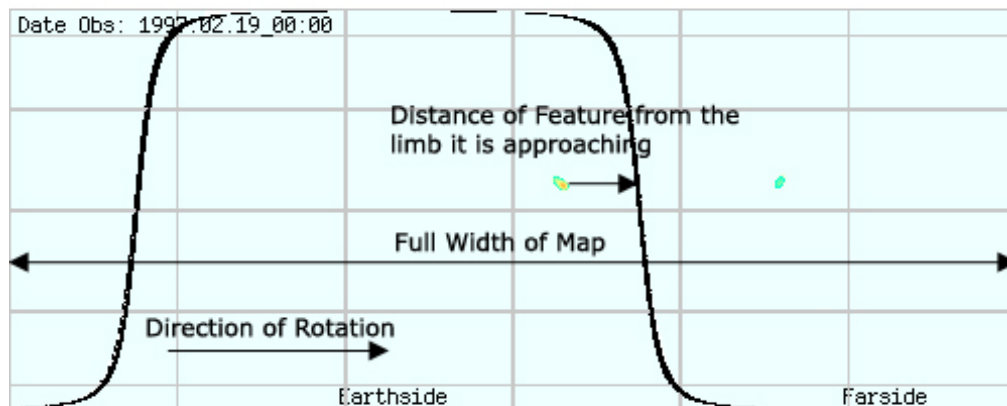 Date Obs: 1997.02.19_00:00
Distance of Feature from the
limb it is approaching
Full Width of Map
Direction of Rotation
Earthside
Farside